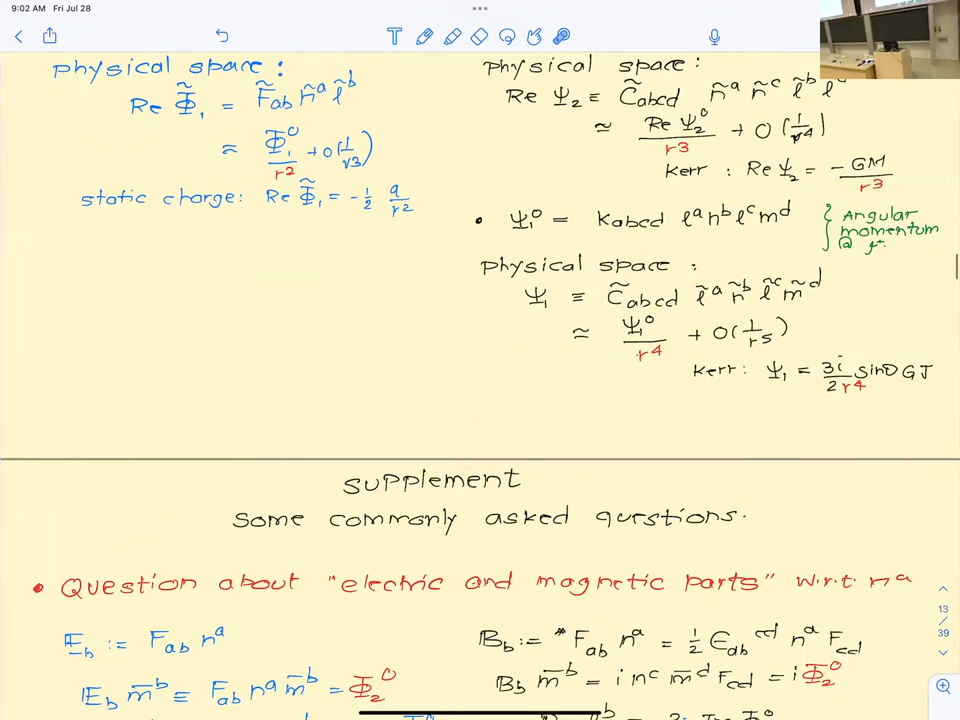 9:02 AM Fri Jul 28
physical space :
Re Φ̃₁ = F̃ab ñᵃ ℓ̃ᵇ
≈ Φ₁⁰/r² + O(1/r³)
static charge: Re Φ̃₁ = -½ q/r²
Physical space :
Re Ψ₂ ≡ C̃abcd ñᵃ ñᶜ ℓ̃ᵇ
≈ Re Ψ₂⁰/r³ + O(1/r⁴)
Kerr : Re Ψ₂ = -GM/r³
• Ψ₁⁰ = Kabcd ℓᵃ nᵇ ℓᶜ mᵈ
Angular
momentum
@
Physical space :
Ψ₁ ≡ C̃abcd ℓ̃ᵃ ñᵇ ℓ̃ᶜ m̃ᵈ
≈ Ψ₁⁰/r⁴ + O(1/r⁵)
Kerr: Ψ₁ = 3i/2r⁴ sinθ GJ
Supplement
Some commonly asked questions.
• Question about "electric and magnetic parts" w.r.t nᵃ
Eb := Fab nᵃ
Eb m̄ᵇ ≡ Fab nᵃ m̄ᵇ = Φ₂⁰
Bb := *Fab nᵃ = ½ ϵab^cd nᵃ Fcd
Bb m̄ᵇ = i nᶜ m̄ᵈ Fcd = i Φ₂⁰
13
/
39